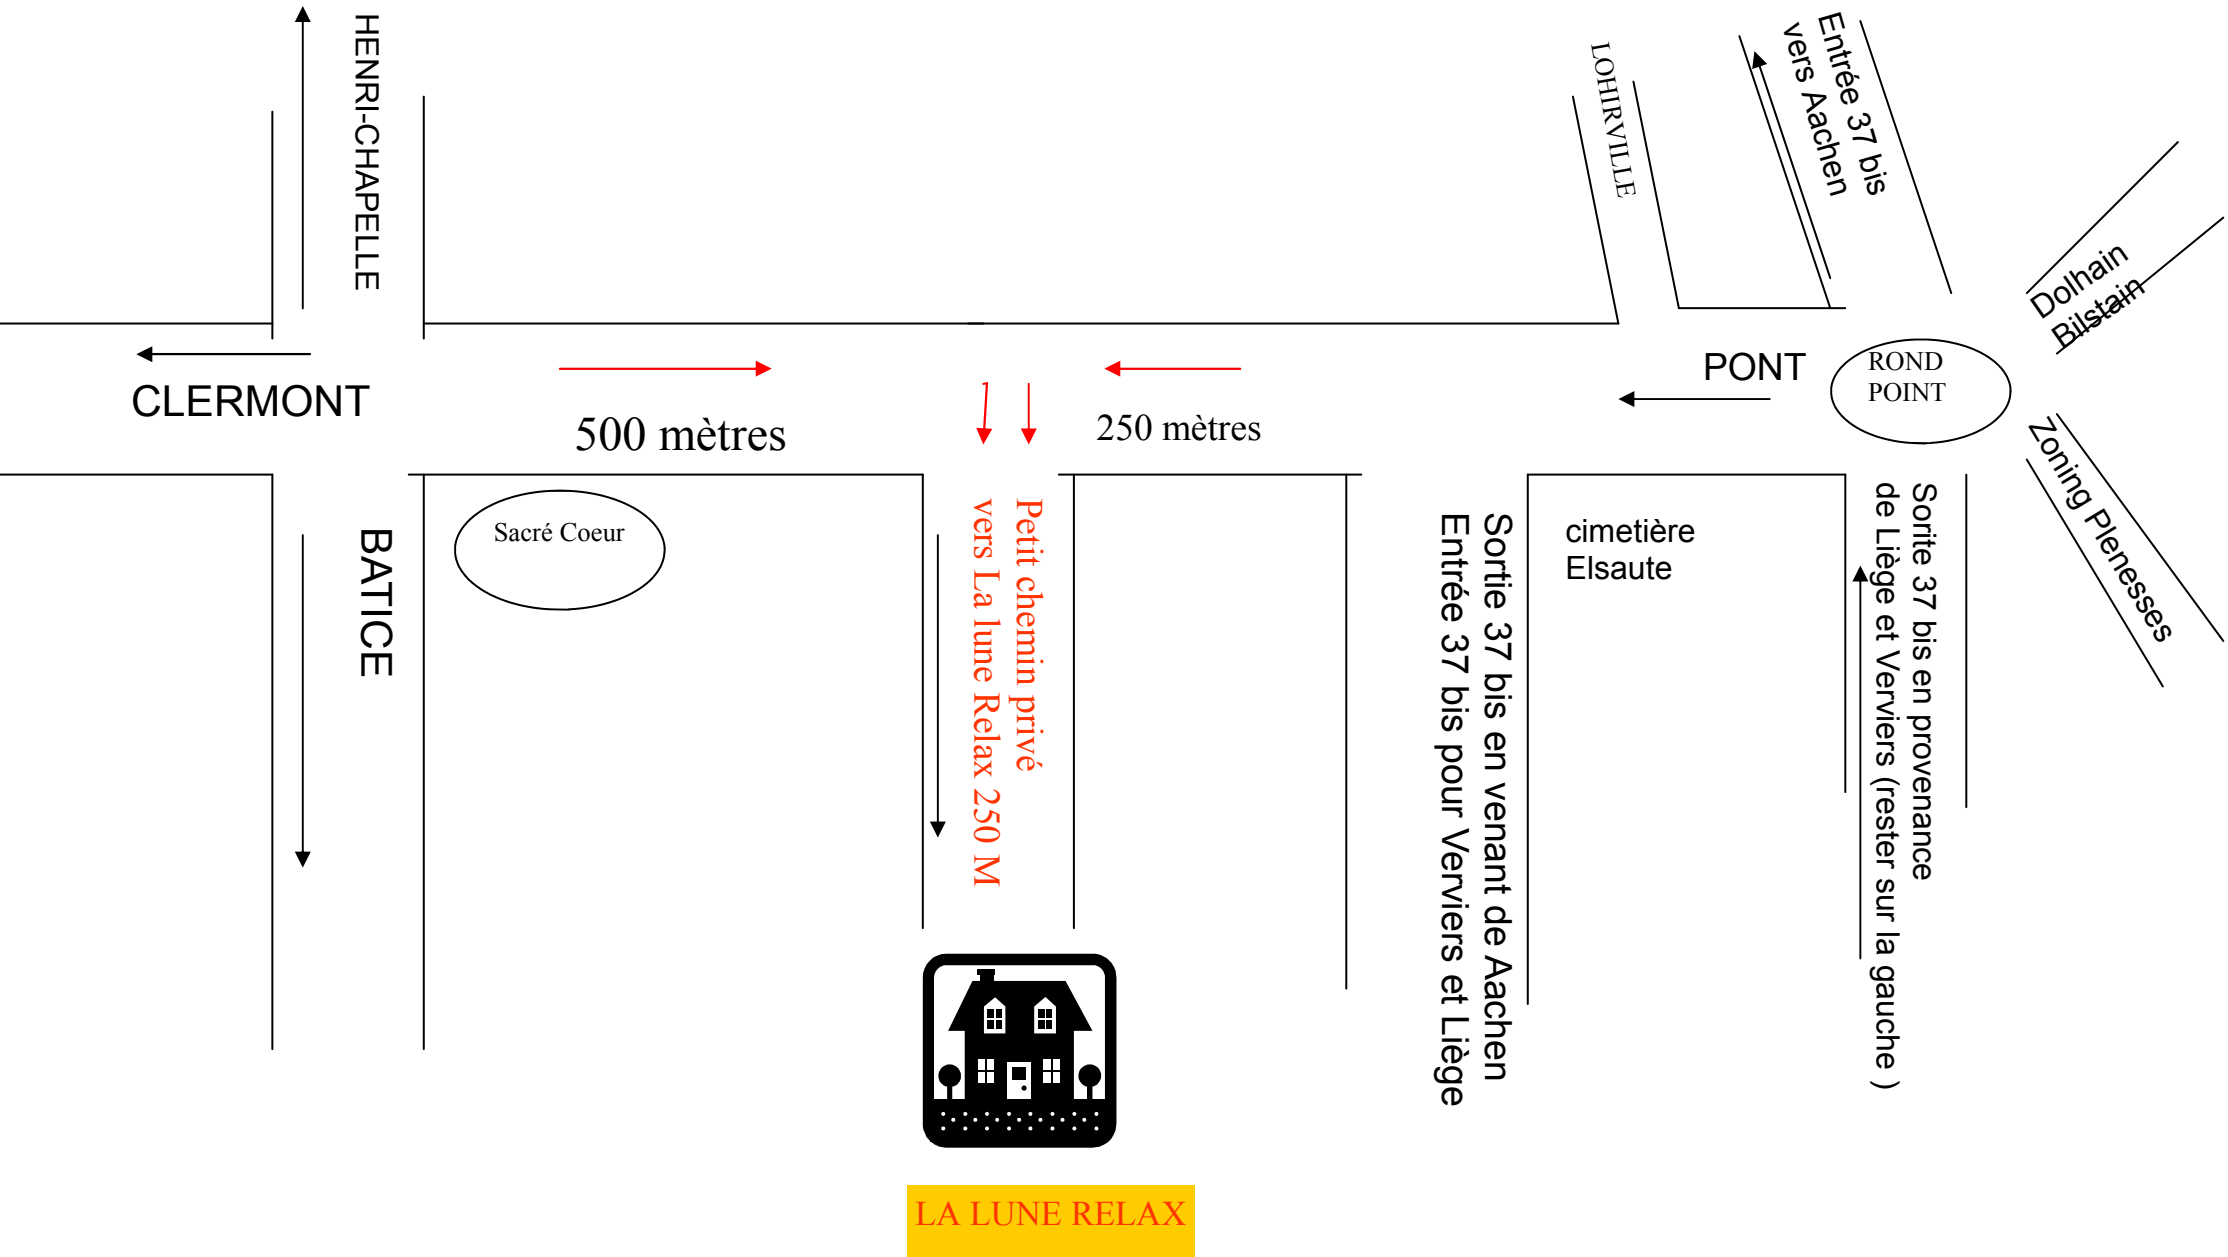 HENRI-CHAPELLE
LOHIRVILLE
Entrée 37 bis
vers Aachen
Dolhain
Bilstain
CLERMONT
500 mètres
250 mètres
PONT
ROND
POINT
Zoning Plenesses
BATICE
Sacré Coeur
Petit chemin privé
vers La lune Relax 250 M
Sortie 37 bis en venant de Aachen
Entrée 37 bis pour Verviers et Liège
cimetière
Elsaute
Sorite 37 bis en provenance
de Liège et Verviers (rester sur la gauche )
LA LUNE RELAX